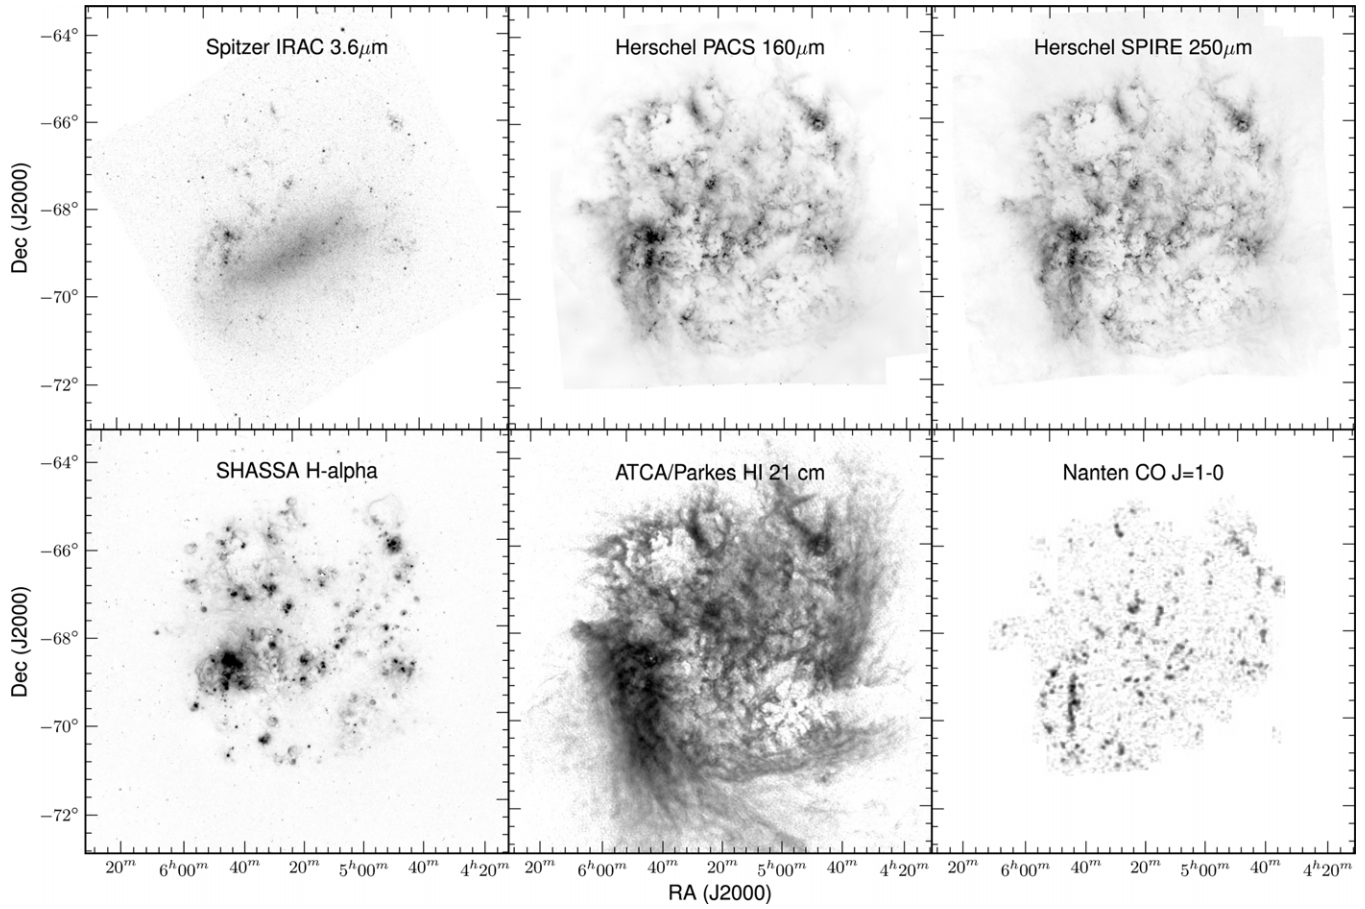 Spitzer IRAC 3.6μm
Herschel PACS 160μm
Herschel SPIRE 250μm
−64°
−66°
−68°
−70°
−72°
Dec (J2000)
SHASSA H-alpha
ATCA/Parkes HI 21 cm
Nanten CO J=1-0
−64°
−66°
−68°
−70°
−72°
Dec (J2000)
20ᵐ 6ʰ00ᵐ 40ᵐ 20ᵐ 5ʰ00ᵐ 40ᵐ 4ʰ20ᵐ 20ᵐ 6ʰ00ᵐ 40ᵐ 20ᵐ 5ʰ00ᵐ 40ᵐ 20ᵐ 6ʰ00ᵐ 40ᵐ 20ᵐ 5ʰ00ᵐ 40ᵐ 4ʰ20ᵐ
RA (J2000)